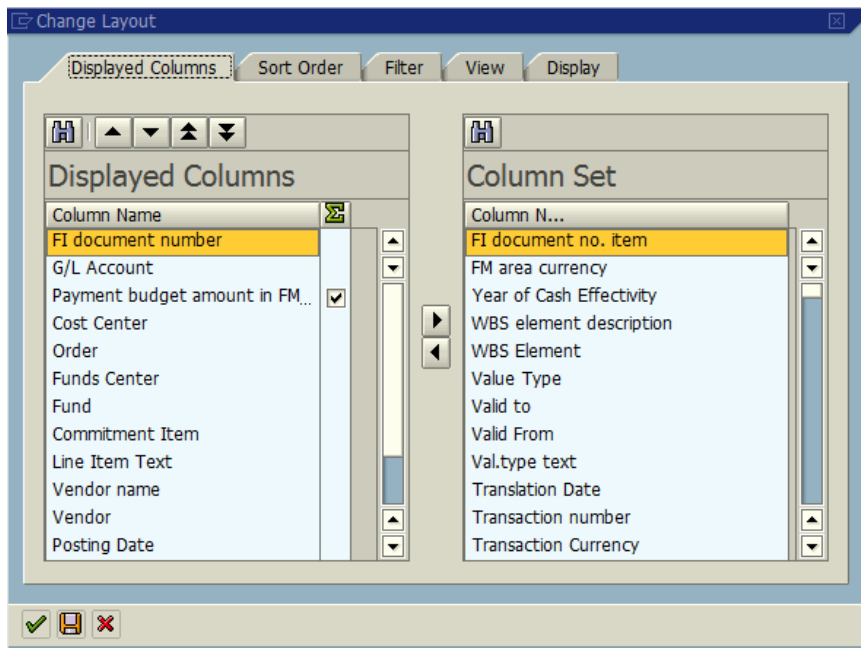 Change Layout
Displayed Columns Sort Order Filter View Display
Displayed Columns
Column Name
FI document number
G/L Account
Payment budget amount in FM...
Cost Center
Order
Funds Center
Fund
Commitment Item
Line Item Text
Vendor name
Vendor
Posting Date
Column Set
Column N...
FI document no. item
FM area currency
Year of Cash Effectivity
WBS element description
WBS Element
Value Type
Valid to
Valid From
Val.type text
Translation Date
Transaction number
Transaction Currency